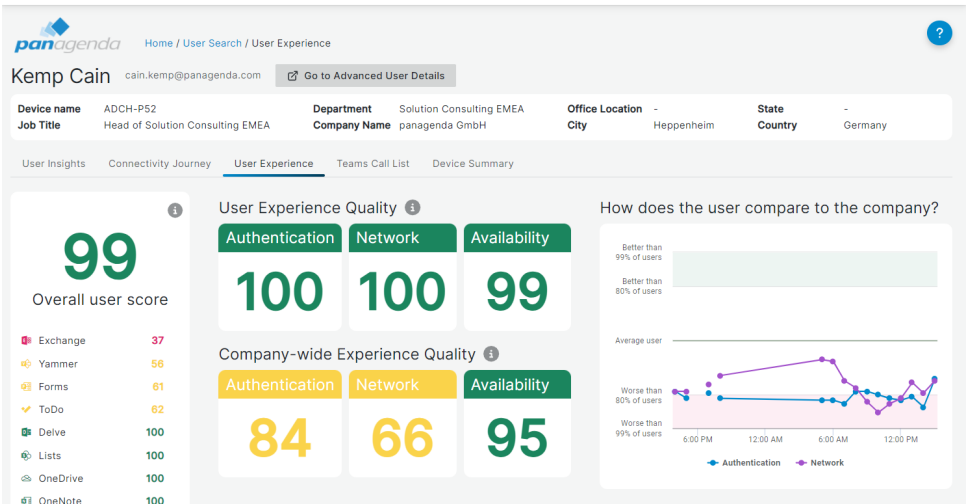 panagenda
Home / User Search / User Experience
?
Kemp Cain cain.kemp@panagenda.com Go to Advanced User Details
Device name ADCH-P52 Department Solution Consulting EMEA Office Location - State -
Job Title Head of Solution Consulting EMEA Company Name panagenda GmbH City Heppenheim Country Germany
User Insights Connectivity Journey User Experience Teams Call List Device Summary
99
Overall user score
Exchange 37
Yammer 56
Forms 61
ToDo 62
Delve 100
Lists 100
OneDrive 100
OneNote 100
User Experience Quality
Authentication Network Availability
100 100 99
Company-wide Experience Quality
Authentication Network Availability
84 66 95
How does the user compare to the company?
Better than
99% of users
Better than
80% of users
Average user
Worse than
80% of users
Worse than
99% of users
6:00 PM 12:00 AM 6:00 AM 12:00 PM
Authentication Network